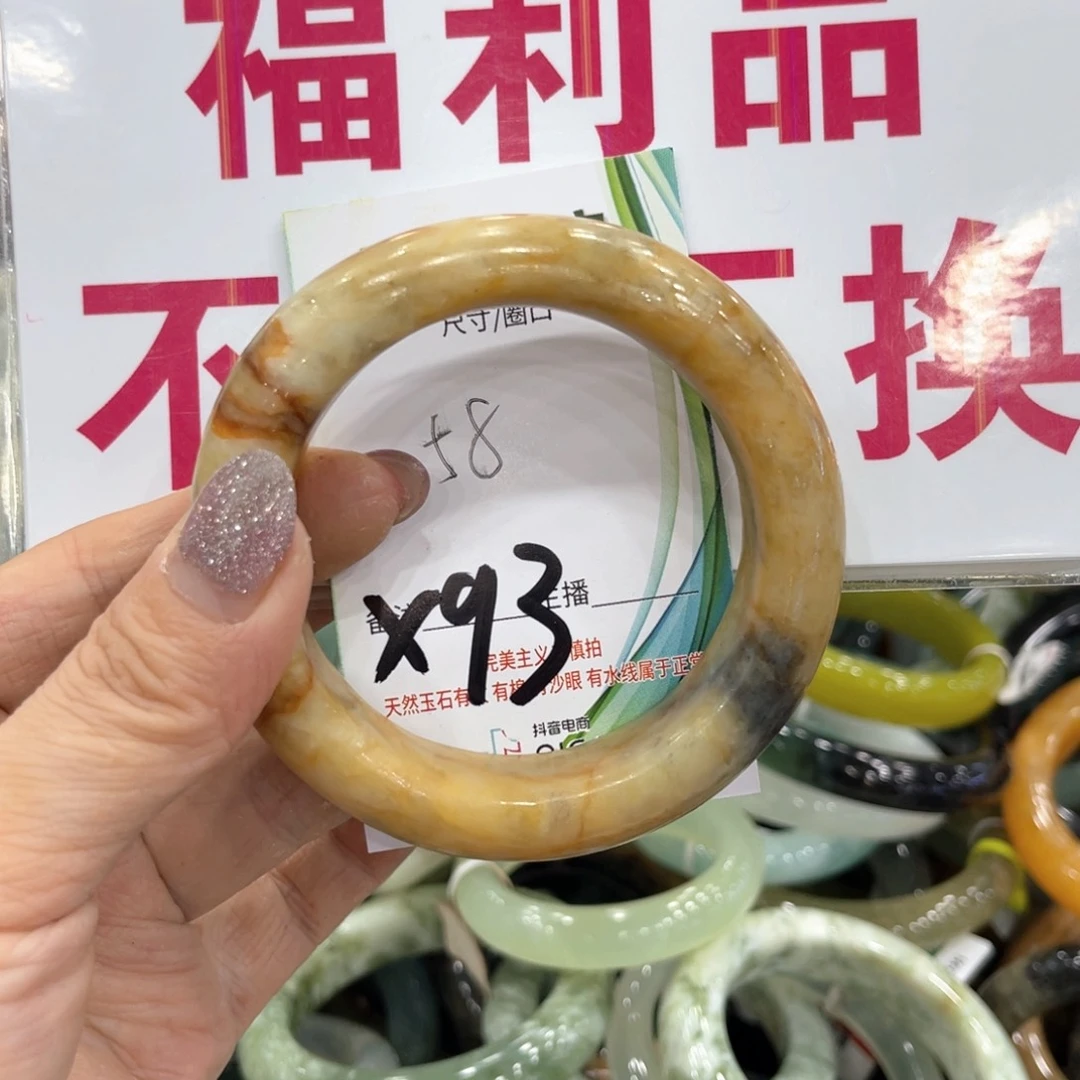 福利品
不 换
尺寸/圈口
58
x93
主播
完美主义 慎拍
天然玉石有 有 沙眼 有水线属于正常
抖音电商